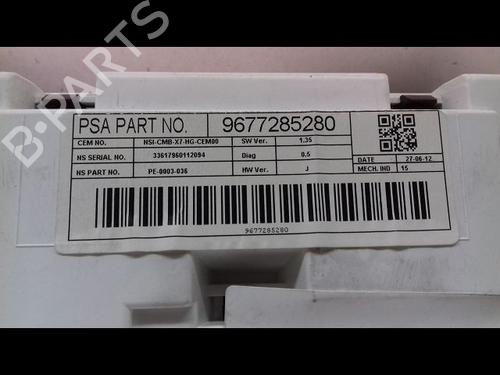 PSA PART NO. 9677285280
CEM NO. NSI-CMB-X7-HG-CEM00 SW Ver. 1.35
NS SERIAL NO. 33617960112094 Diag 0.5 DATE 27-06-12
NS PART NO. PE-0003-036 HW Ver. J MECH. IND 15
9677285280
B-PARTS